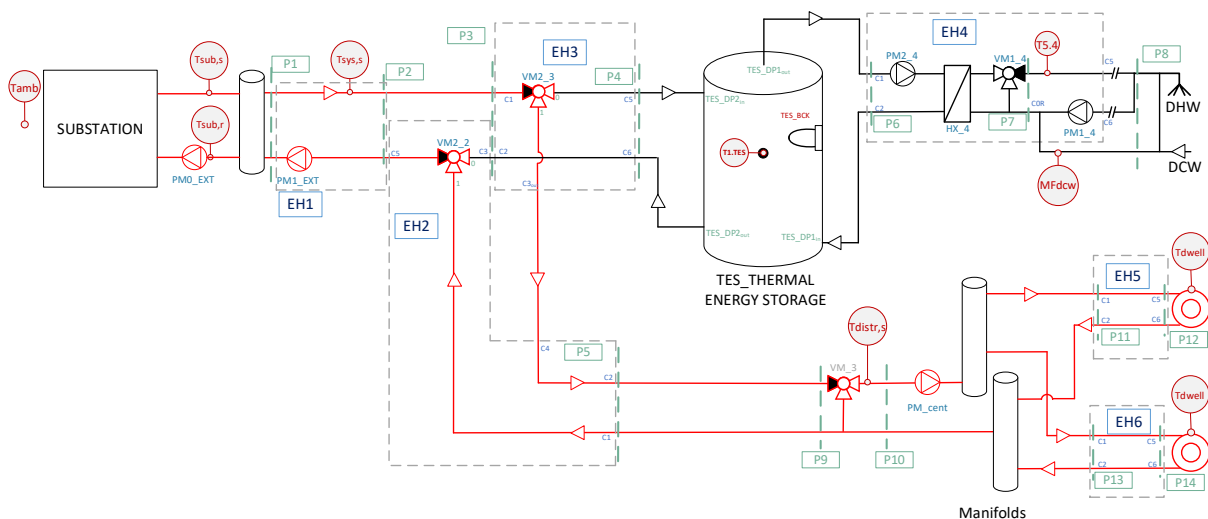 Tamb
SUBSTATION
Tsub,s
Tsub,r
PM0_EXT
P1
Tsys,s
P2
PM1_EXT
EH1
C5
EH2
VM2_2
0
1
C3
P3
EH3
VM2_3
0
1
P4
C1
C5
C2
C6
C3
C4
P5
C2
C1
TES_DP1out
TES_DP2in
TES_BCK
T1.TES
TES_DP2out
TES_DP1in
TES_THERMAL
ENERGY STORAGE
EH4
PM2_4
C1
C2
P6
HX_4
VM1_4
T5.4
P7
COR
PM1_4
C5
C6
P8
DHW
DCW
MFdcw
VM_3
Tdistr,s
PM_cent
P9
P10
Manifolds
EH5
Tdwell
C1
C5
C2
C6
P11
P12
EH6
Tdwell
C1
C5
C2
C6
P13
P14